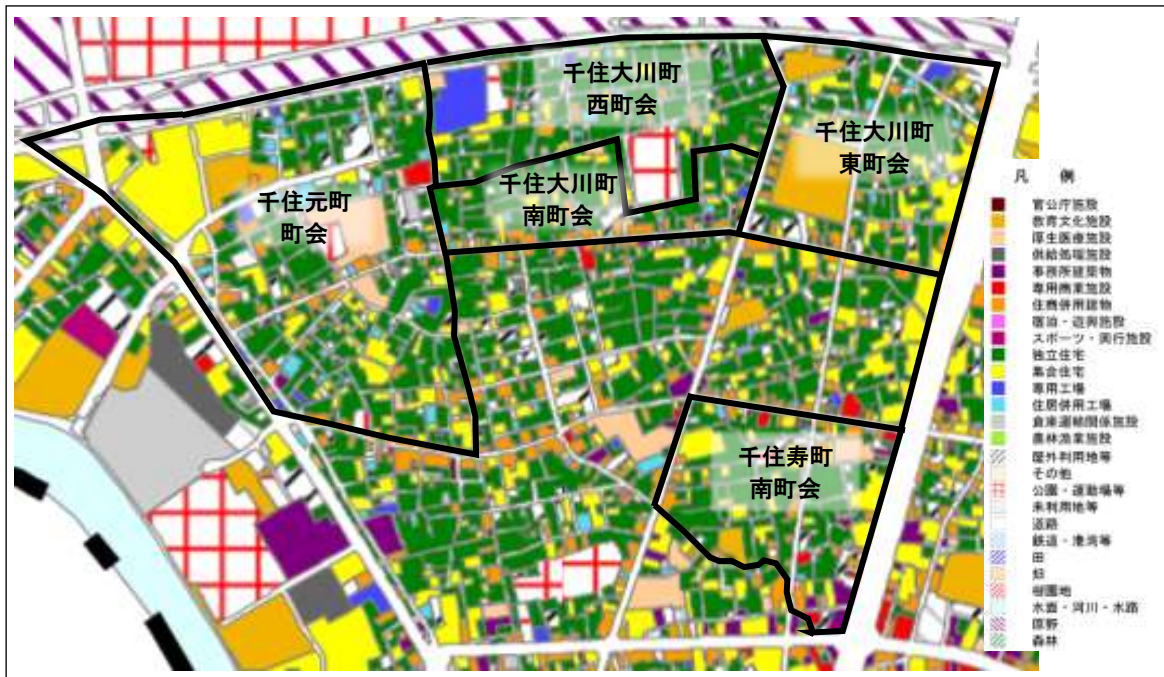 千住大川町
西町会
千住大川町
東町会
千住大川町
南町会
千住元町
町会
千住寿町
南町会
凡 例
官公庁施設
教育文化施設
厚生医療施設
供給処理施設
事務所建築物
専用商業施設
住商併用建物
宿泊・遊興施設
スポーツ・興行施設
独立住宅
集合住宅
専用工場
住居併用工場
倉庫運輸関係施設
農林漁業施設
屋外利用地等
その他
公園・運動場等
未利用地等
道路
鉄道・港湾等
田
畑
樹園地
水面・河川・水路
原野
森林